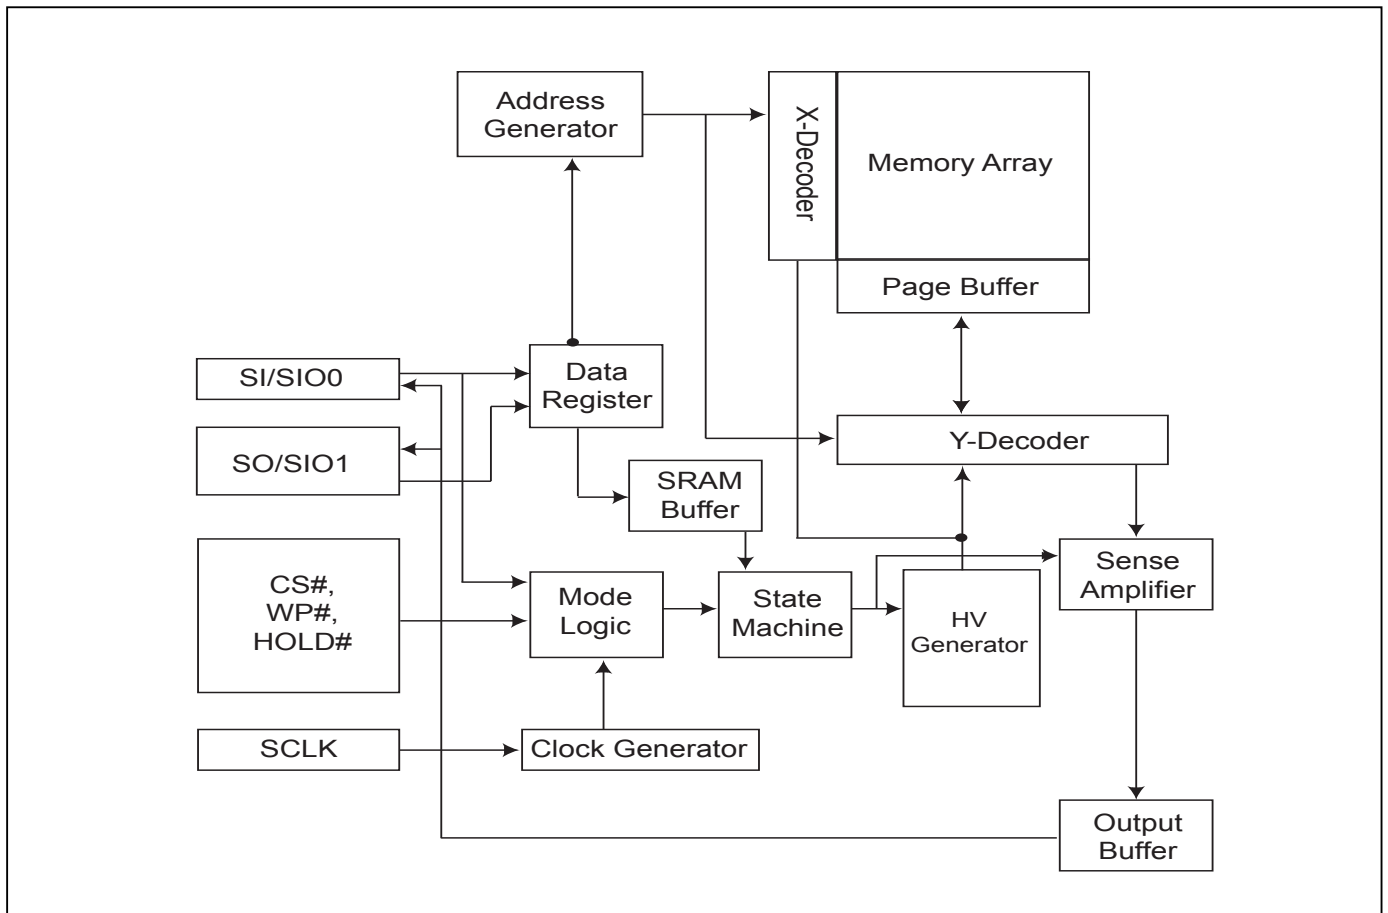 Address
Generator
X-Decoder
Memory Array
Page Buffer
SI/SIO0
Data
Register
SO/SIO1
Y-Decoder
SRAM
Buffer
CS#,
WP#,
HOLD#
Mode
Logic
State
Machine
HV
Generator
Sense
Amplifier
SCLK
Clock Generator
Output
Buffer